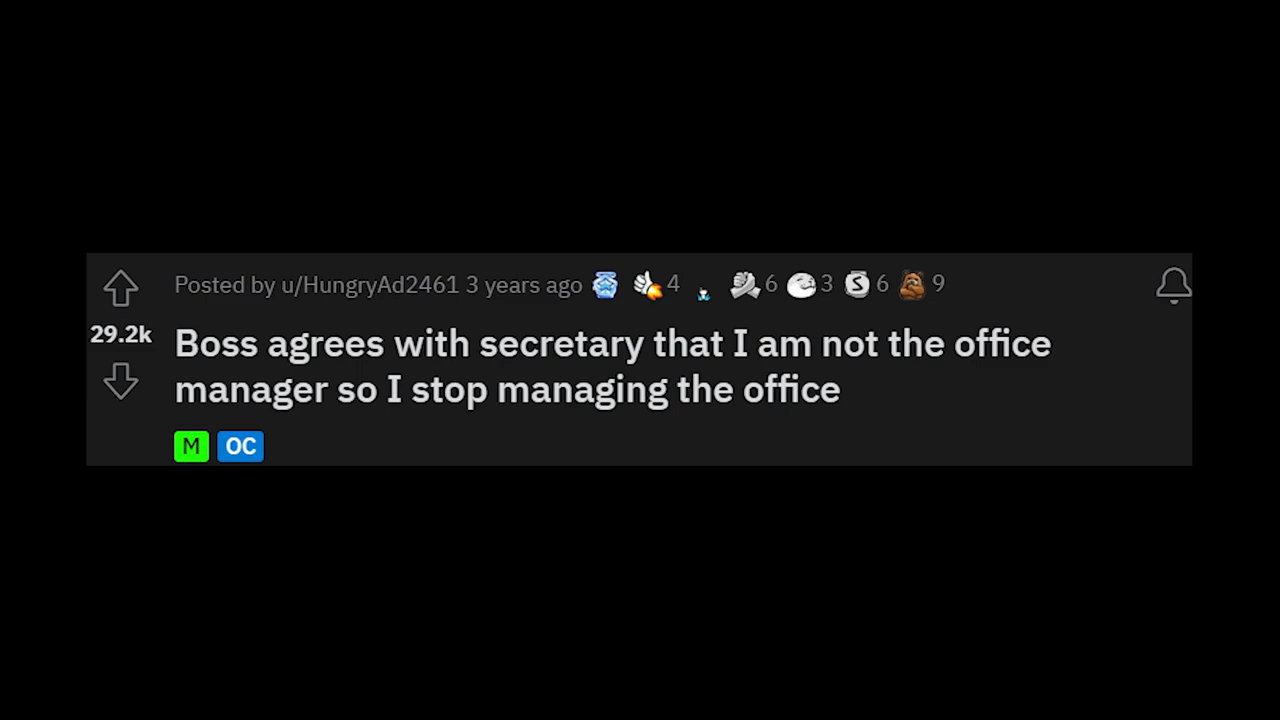 Posted by u/HungryAd2461 3 years ago 4 6 3 S 6 9
29.2k
Boss agrees with secretary that I am not the office
manager so I stop managing the office
M OC